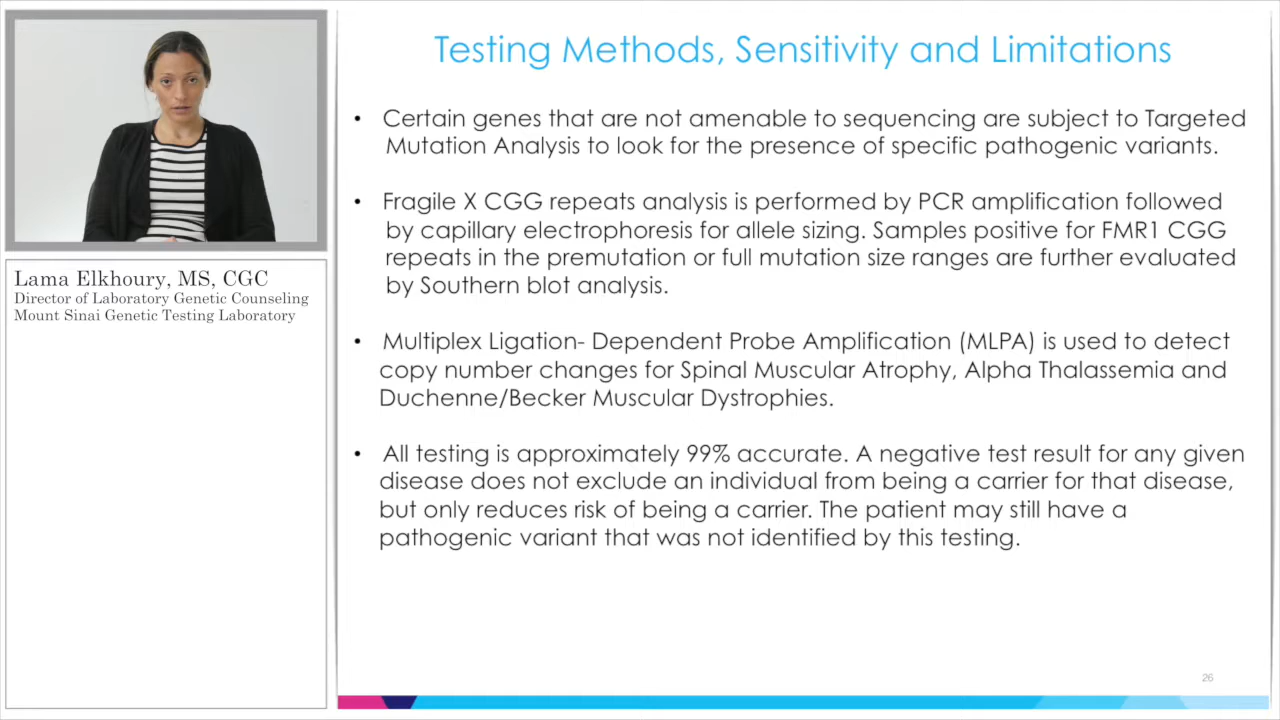 Testing Methods, Sensitivity and Limitations
• Certain genes that are not amenable to sequencing are subject to Targeted
Mutation Analysis to look for the presence of specific pathogenic variants.
• Fragile X CGG repeats analysis is performed by PCR amplification followed
by capillary electrophoresis for allele sizing. Samples positive for FMR1 CGG
repeats in the premutation or full mutation size ranges are further evaluated
by Southern blot analysis.
• Multiplex Ligation- Dependent Probe Amplification (MLPA) is used to detect
copy number changes for Spinal Muscular Atrophy, Alpha Thalassemia and
Duchenne/Becker Muscular Dystrophies.
• All testing is approximately 99% accurate. A negative test result for any given
disease does not exclude an individual from being a carrier for that disease,
but only reduces risk of being a carrier. The patient may still have a
pathogenic variant that was not identified by this testing.
Lama Elkhoury, MS, CGC
Director of Laboratory Genetic Counseling
Mount Sinai Genetic Testing Laboratory
26